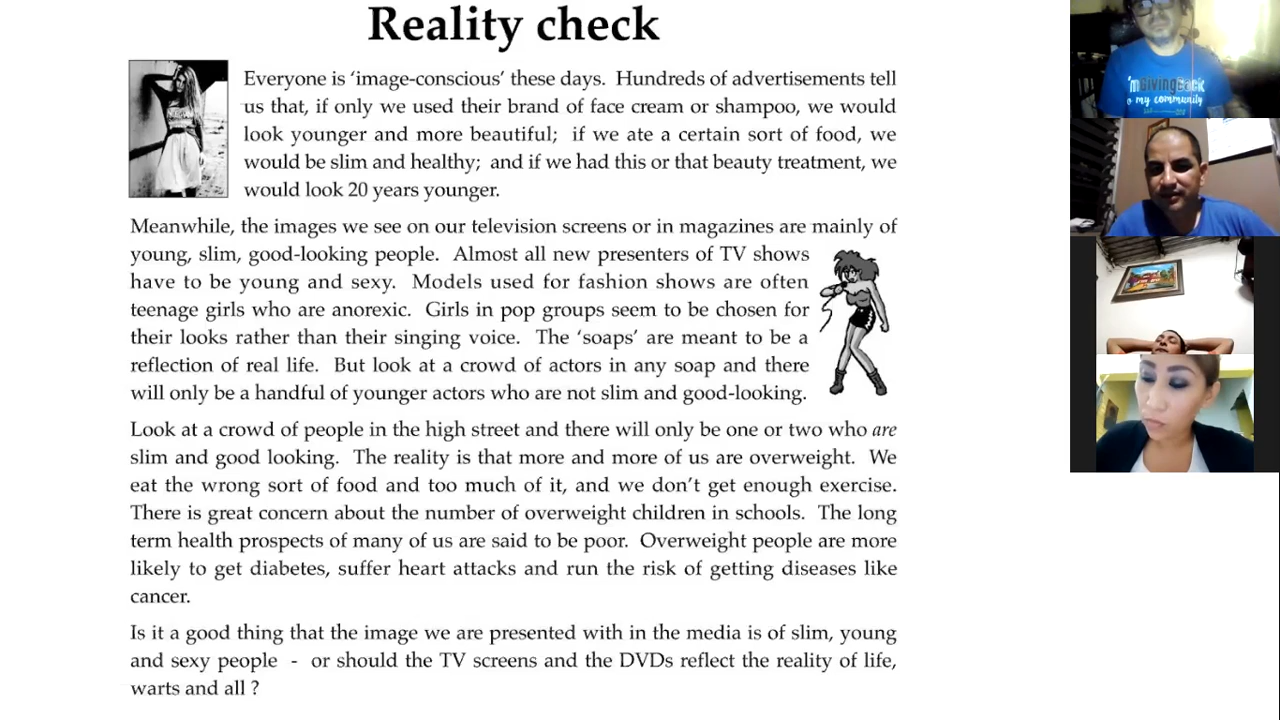 Reality check
Everyone is 'image-conscious' these days. Hundreds of advertisements tell
us that, if only we used their brand of face cream or shampoo, we would
look younger and more beautiful; if we ate a certain sort of food, we
would be slim and healthy; and if we had this or that beauty treatment, we
would look 20 years younger.
Meanwhile, the images we see on our television screens or in magazines are mainly of
young, slim, good-looking people. Almost all new presenters of TV shows
have to be young and sexy. Models used for fashion shows are often
teenage girls who are anorexic. Girls in pop groups seem to be chosen for
their looks rather than their singing voice. The 'soaps' are meant to be a
reflection of real life. But look at a crowd of actors in any soap and there
will only be a handful of younger actors who are not slim and good-looking.
Look at a crowd of people in the high street and there will only be one or two who are
slim and good looking. The reality is that more and more of us are overweight. We
eat the wrong sort of food and too much of it, and we don't get enough exercise.
There is great concern about the number of overweight children in schools. The long
term health prospects of many of us are said to be poor. Overweight people are more
likely to get diabetes, suffer heart attacks and run the risk of getting diseases like
cancer.
Is it a good thing that the image we are presented with in the media is of slim, young
and sexy people - or should the TV screens and the DVDs reflect the reality of life,
warts and all ?
'mGivingBack
o my community